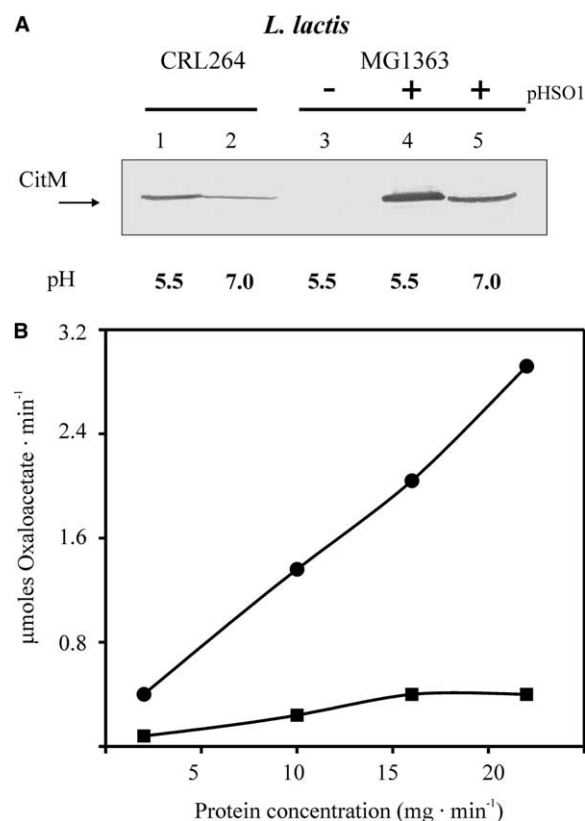 A
L. lactis
CRL264 MG1363
- + + pHSO1
1 2 3 4 5
CitM
pH 5.5 7.0 5.5 5.5 7.0
B
3.2
2.4
1.6
0.8
μmoles Oxaloacetate · min⁻¹
5 10 15 20
Protein concentration (mg · min⁻¹)